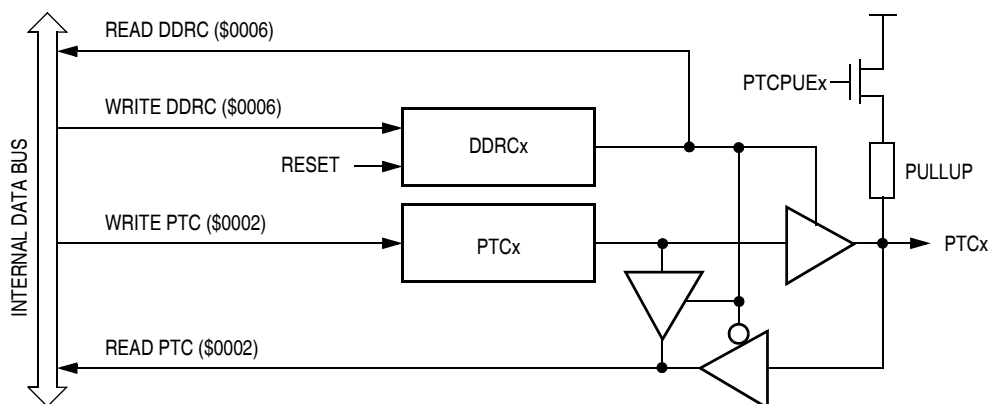 READ DDRC ($0006)
PTCPUEx
WRITE DDRC ($0006)
DDRCx
RESET
PULLUP
INTERNAL DATA BUS
WRITE PTC ($0002)
PTCx
PTCx
READ PTC ($0002)